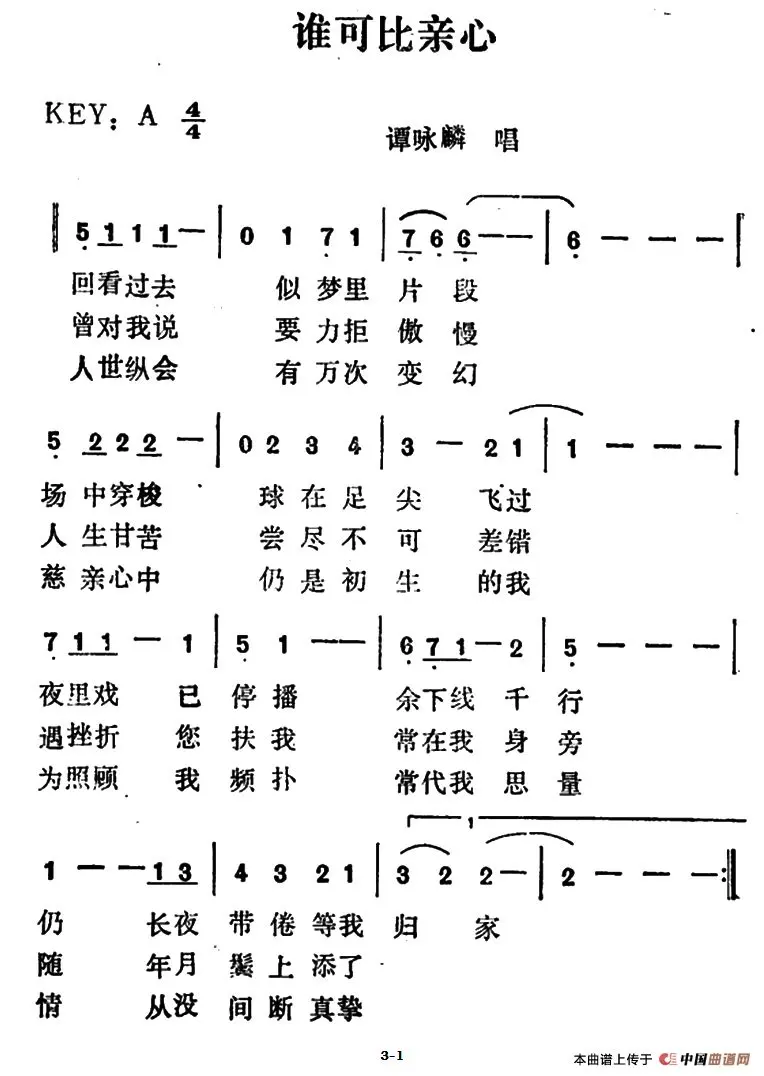 谁可比亲心
KEY: A 4/4
谭咏麟 唱
5 1 1 1 — | 0 1 7 1 | 7 6 6 — — | 6 — — — |
回看过去 似梦里片段
曾对我说 要力拒傲慢
人世纵会 有万次变幻
5 2 2 2 — | 0 2 3 4 | 3 — 2 1 | 1 — — — |
场中穿梭 球在足尖 飞过
人生甘苦 尝尽不可 差错
慈亲心中 仍是初生 的我
7 1 1 — 1 | 5 1 — — | 6 7 1 — 2 | 5 — — — |
夜里戏 已停播 余下线千行
遇挫折 您扶我 常在我身旁
为照顾 我频扑 常代我思量
1
1 — — 1 3 | 4 3 2 1 | 3 2 2 — | 2 — — — :|
仍 长夜带倦等我归家
随 年月鬓上添了
情 从没间断真挚
3-1
本曲谱上传于 中国曲谱网